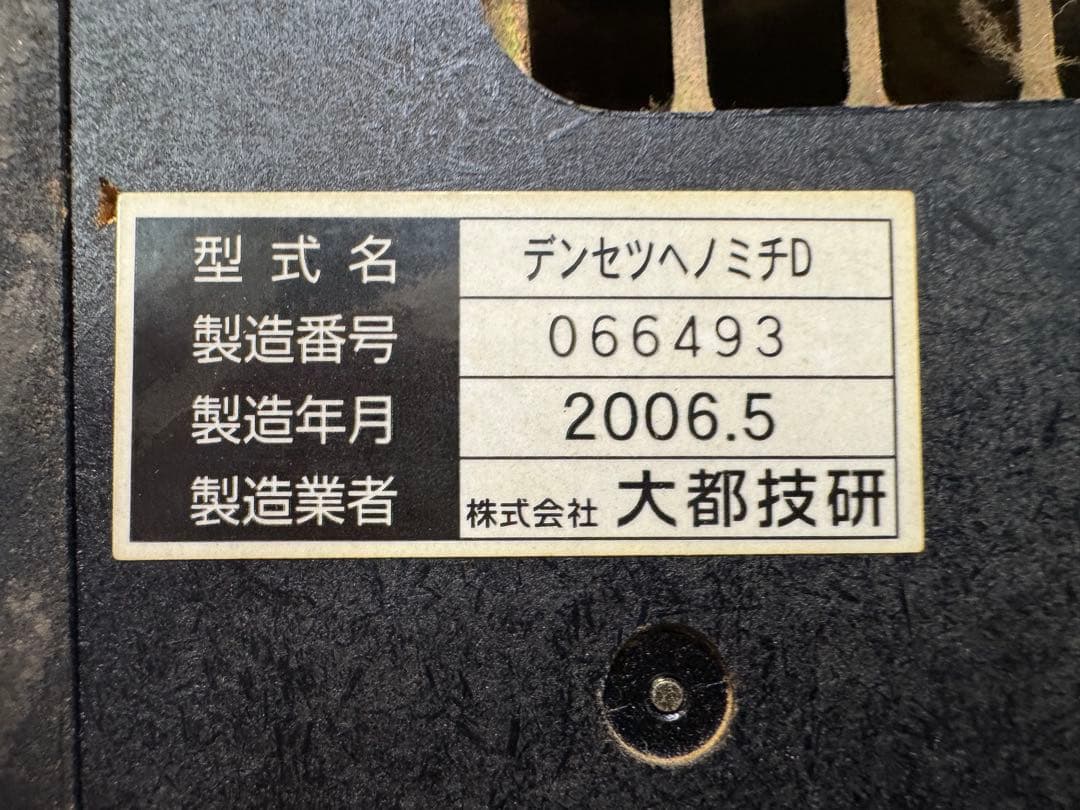 型式名 デンセツヘノミチD
製造番号 066493
製造年月 2006.5
製造業者 株式会社 大都技研